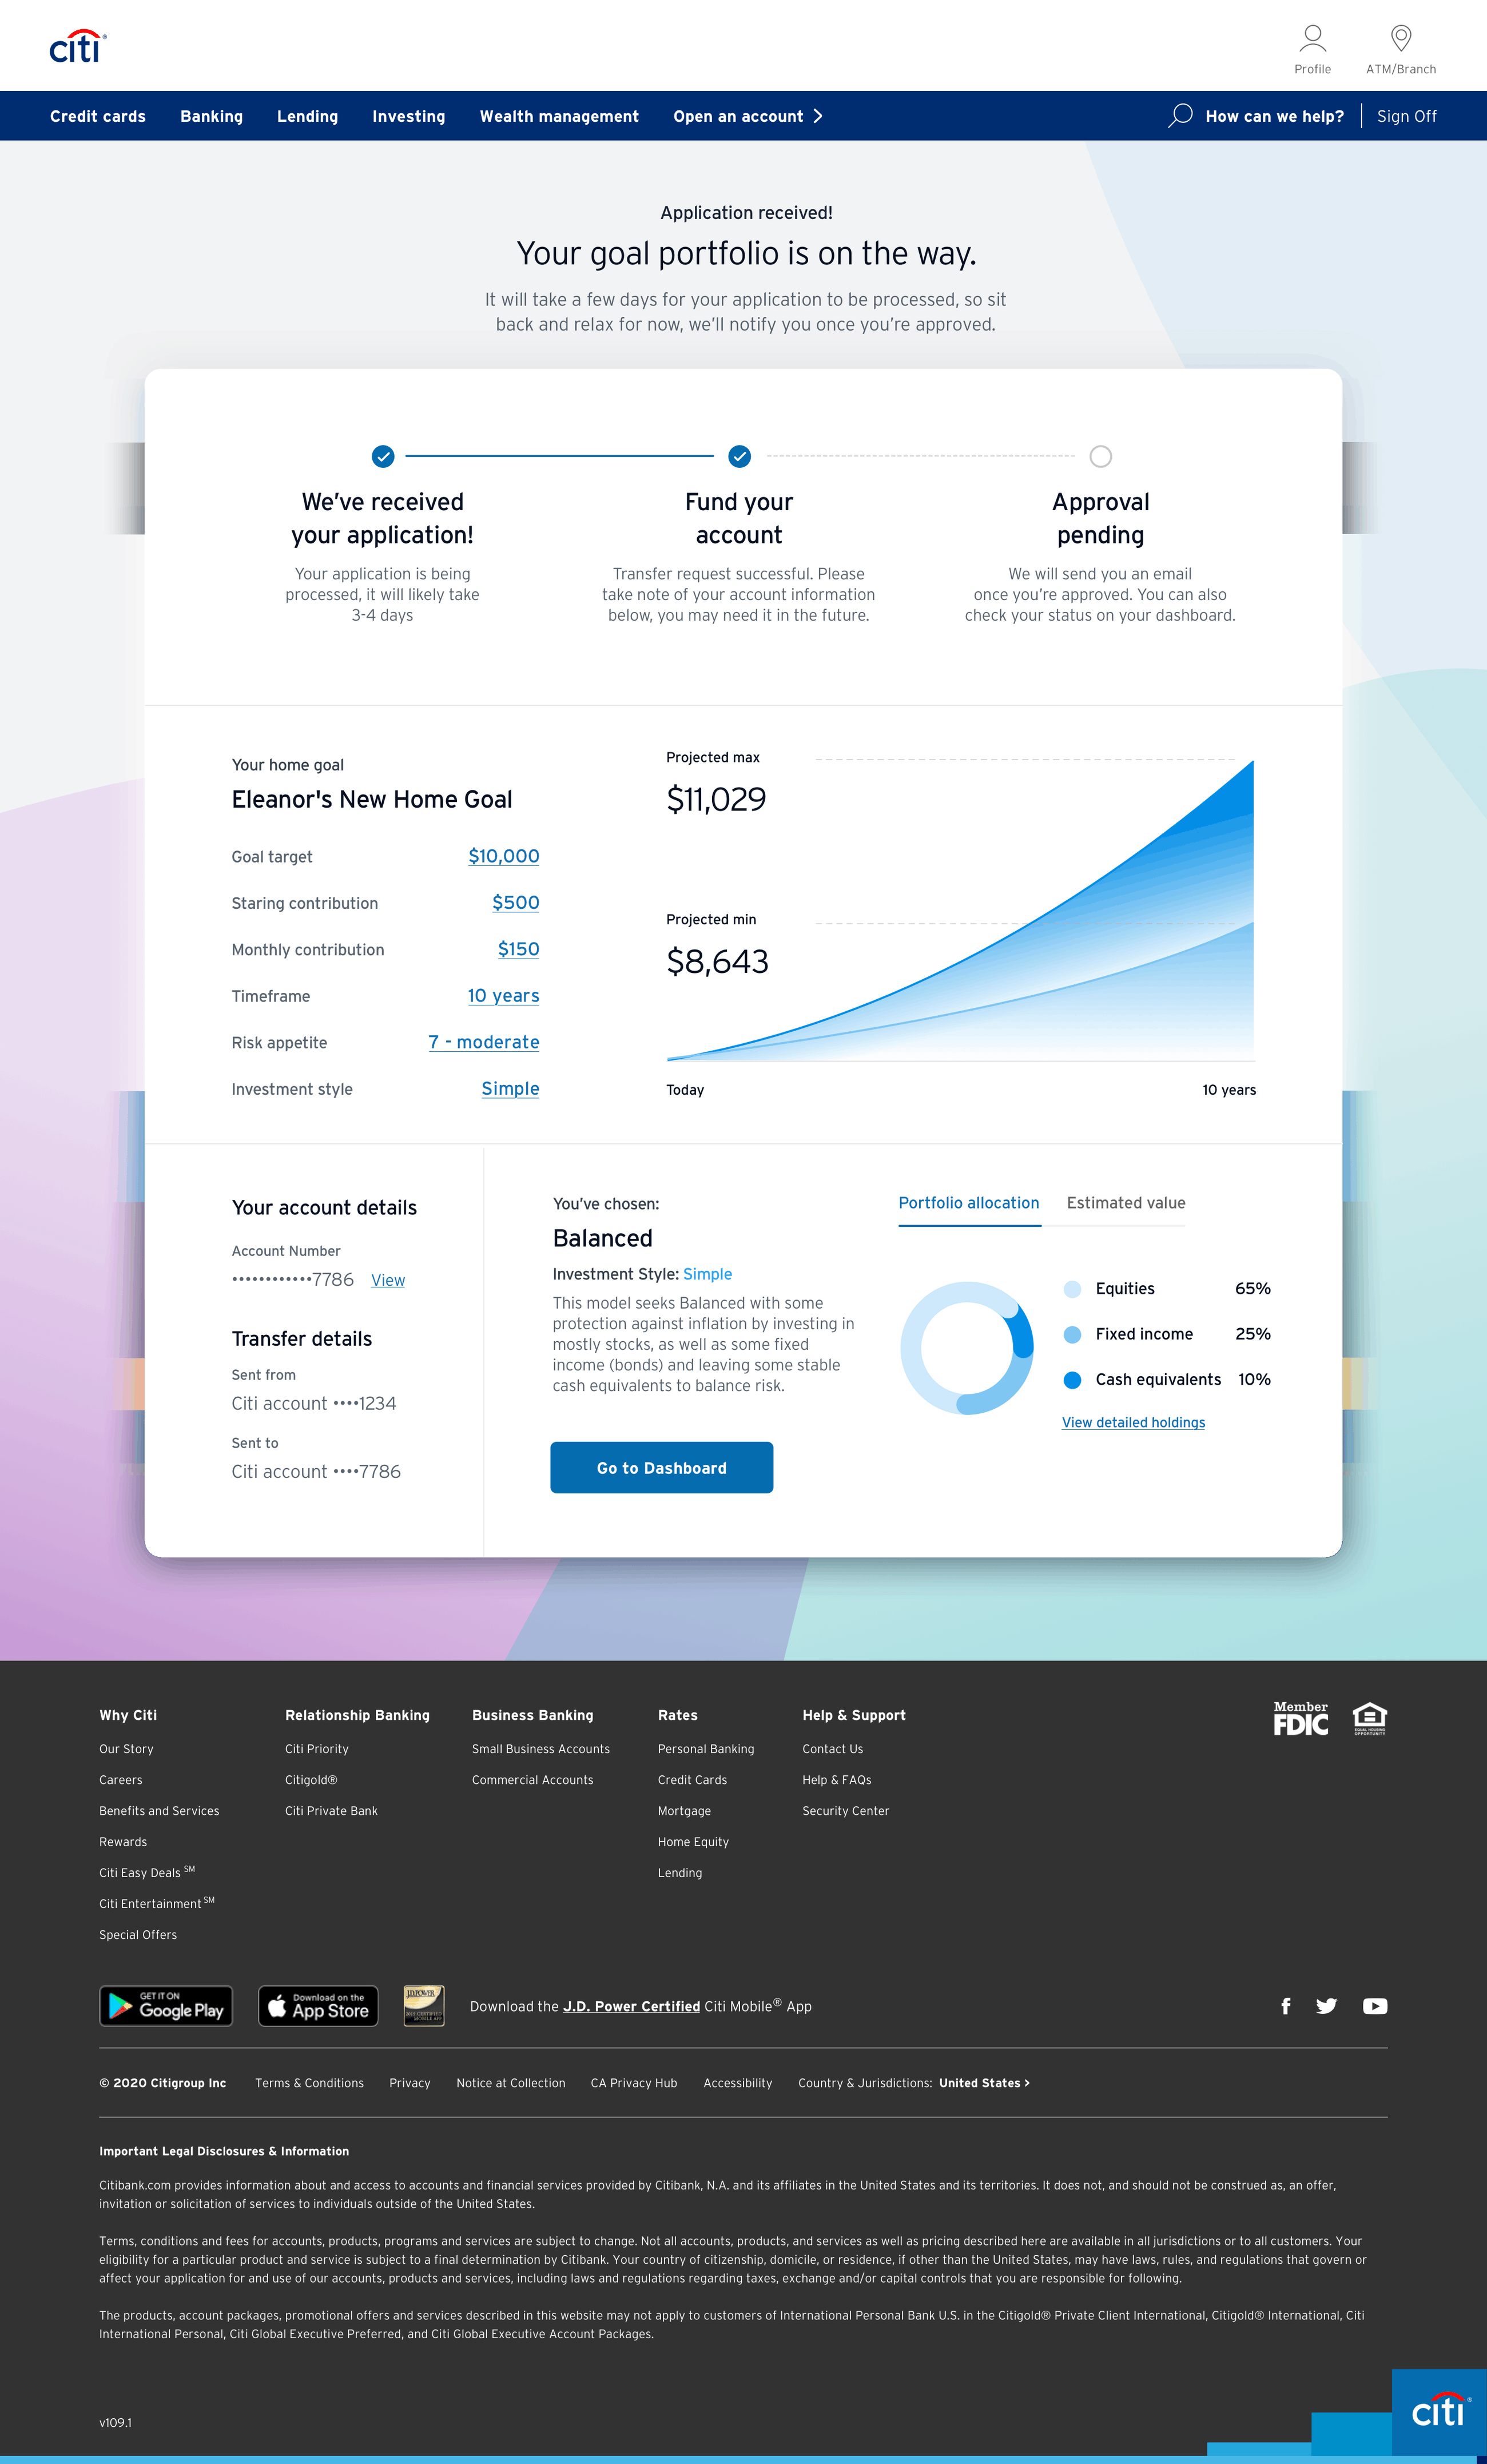 citi®
Profile
ATM/Branch
Credit cards
Banking
Lending
Investing
Wealth management
Open an account
How can we help?
Sign Off
Application received!
Your goal portfolio is on the way.
It will take a few days for your application to be processed, so sit
back and relax for now, we’ll notify you once you’re approved.
We’ve received
your application!
Your application is being
processed, it will likely take
3-4 days
Fund your
account
Transfer request successful. Please
take note of your account information
below, you may need it in the future.
Approval
pending
We will send you an email
once you’re approved. You can also
check your status on your dashboard.
Your home goal
Eleanor's New Home Goal
Goal target $10,000
Staring contribution $500
Monthly contribution $150
Timeframe 10 years
Risk appetite 7 - moderate
Investment style Simple
Projected max
$11,029
Projected min
$8,643
Today
10 years
Your account details
Account Number
••••••••••••7786 View
Transfer details
Sent from
Citi account ••••1234
Sent to
Citi account ••••7786
You’ve chosen:
Balanced
Investment Style: Simple
This model seeks Balanced with some
protection against inflation by investing in
mostly stocks, as well as some fixed
income (bonds) and leaving some stable
cash equivalents to balance risk.
Go to Dashboard
Portfolio allocation
Estimated value
Equities 65%
Fixed income 25%
Cash equivalents 10%
View detailed holdings
Why Citi
Our Story
Careers
Benefits and Services
Rewards
Citi Easy Deals SM
Citi Entertainment SM
Special Offers
Relationship Banking
Citi Priority
Citigold®
Citi Private Bank
Business Banking
Small Business Accounts
Commercial Accounts
Rates
Personal Banking
Credit Cards
Mortgage
Home Equity
Lending
Help & Support
Contact Us
Help & FAQs
Security Center
Member
FDIC
EQUAL HOUSING
OPPORTUNITY
GET IT ON
Google Play
Download on the
App Store
J.D. POWER
MOBILE APP
Download the J.D. Power Certified Citi Mobile® App
© 2020 Citigroup Inc
Terms & Conditions
Privacy
Notice at Collection
CA Privacy Hub
Accessibility
Country & Jurisdictions: United States >
Important Legal Disclosures & Information
Citibank.com provides information about and access to accounts and financial services provided by Citibank, N.A. and its affiliates in the United States and its territories. It does not, and should not be construed as, an offer,
invitation or solicitation of services to individuals outside of the United States.
Terms, conditions and fees for accounts, products, programs and services are subject to change. Not all accounts, products, and services as well as pricing described here are available in all jurisdictions or to all customers. Your
eligibility for a particular product and service is subject to a final determination by Citibank. Your country of citizenship, domicile, or residence, if other than the United States, may have laws, rules, and regulations that govern or
affect your application for and use of our accounts, products and services, including laws and regulations regarding taxes, exchange and/or capital controls that you are responsible for following.
The products, account packages, promotional offers and services described in this website may not apply to customers of International Personal Bank U.S. in the Citigold® Private Client International, Citigold® International, Citi
International Personal, Citi Global Executive Preferred, and Citi Global Executive Account Packages.
v109.1
citi®